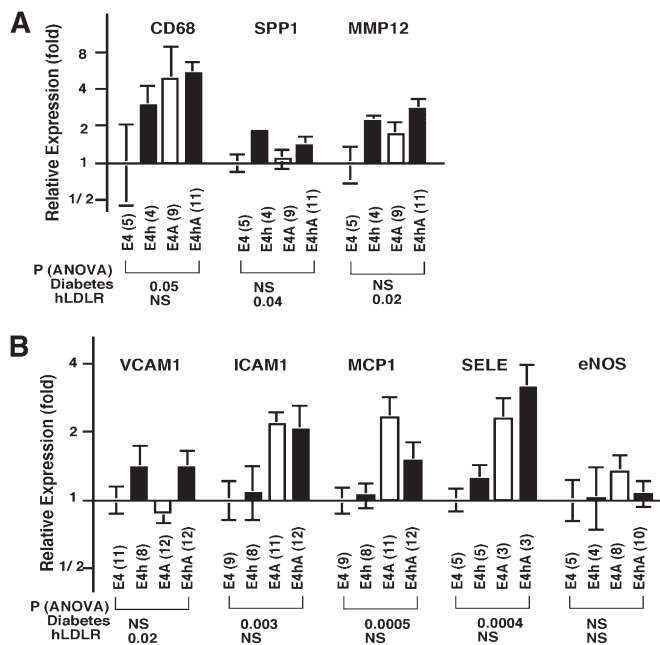 A
CD68 SPP1 MMP12
Relative Expression (fold)
8
4
2
1
1/2
E4 (5) E4h (4) E4A (9) E4hA (11) E4 (5) E4h (4) E4A (9) E4hA (11) E4 (5) E4h (4) E4A (9) E4hA (11)
P (ANOVA)
Diabetes 0.05 NS NS
hLDLR NS 0.04 0.02
B
VCAM1 ICAM1 MCP1 SELE eNOS
Relative Expression (fold)
4
2
1
1/2
E4 (11) E4h (8) E4A (12) E4hA (12) E4 (9) E4h (8) E4A (11) E4hA (12) E4 (9) E4h (8) E4A (11) E4hA (12) E4 (5) E4h (5) E4A (3) E4hA (3) E4 (5) E4h (4) E4A (8) E4hA (10)
P (ANOVA)
Diabetes NS 0.003 0.0005 0.0004 NS
hLDLR 0.02 NS NS NS NS